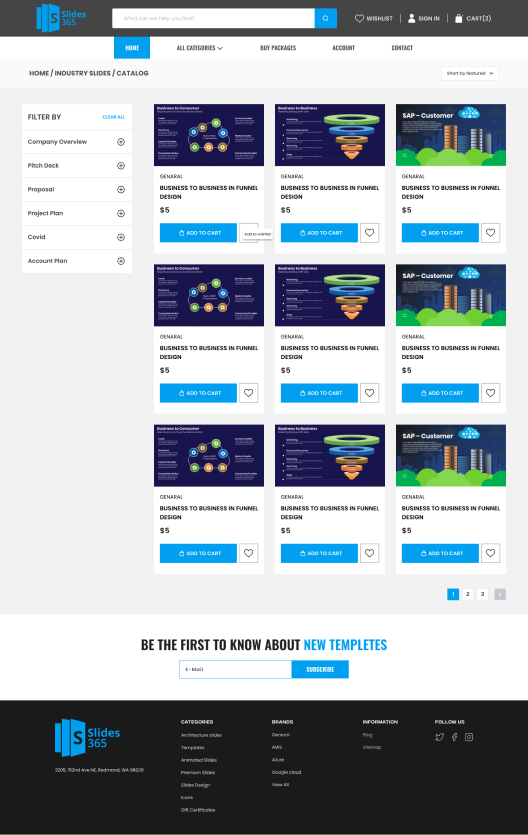 Slides
365
What can we help you find?
WISHLIST
SIGN IN
CART(2)
HOME
ALL CATEGORIES
BUY PACKAGES
ACCOUNT
CONTACT
HOME / INDUSTRY SLIDES / CATALOG
Short by featured
FILTER BY
CLEAR ALL
Company Overview
Pitch Deck
Proposal
Project Plan
Covid
Account Plan
Business to Consumer
Business to Business
SAP – Customer
GENARAL
GENARAL
GENARAL
BUSINESS TO BUSINESS IN FUNNEL
DESIGN
BUSINESS TO BUSINESS IN FUNNEL
DESIGN
BUSINESS TO BUSINESS IN FUNNEL
DESIGN
$5
$5
$5
ADD TO CART
Add to wishlist
ADD TO CART
ADD TO CART
Business to Consumer
Business to Business
SAP – Customer
GENARAL
GENARAL
GENARAL
BUSINESS TO BUSINESS IN FUNNEL
DESIGN
BUSINESS TO BUSINESS IN FUNNEL
DESIGN
BUSINESS TO BUSINESS IN FUNNEL
DESIGN
$5
$5
$5
ADD TO CART
ADD TO CART
ADD TO CART
Business to Consumer
Business to Business
SAP – Customer
GENARAL
GENARAL
GENARAL
BUSINESS TO BUSINESS IN FUNNEL
DESIGN
BUSINESS TO BUSINESS IN FUNNEL
DESIGN
BUSINESS TO BUSINESS IN FUNNEL
DESIGN
$5
$5
$5
ADD TO CART
ADD TO CART
ADD TO CART
1
2
3
BE THE FIRST TO KNOW ABOUT NEW TEMPLETES
E-Mail
SUBSCRIBE
Slides
365
2205, 152nd Ave NE, Redmond, WA 98029
CATEGORIES
Architecture slides
Templates
Animated Slides
Premium Slides
Slides Design
Icons
Gift Certificates
BRANDS
General
AWS
Azure
Google cloud
View All
INFORMATION
Blog
Sitemap
FOLLOW US